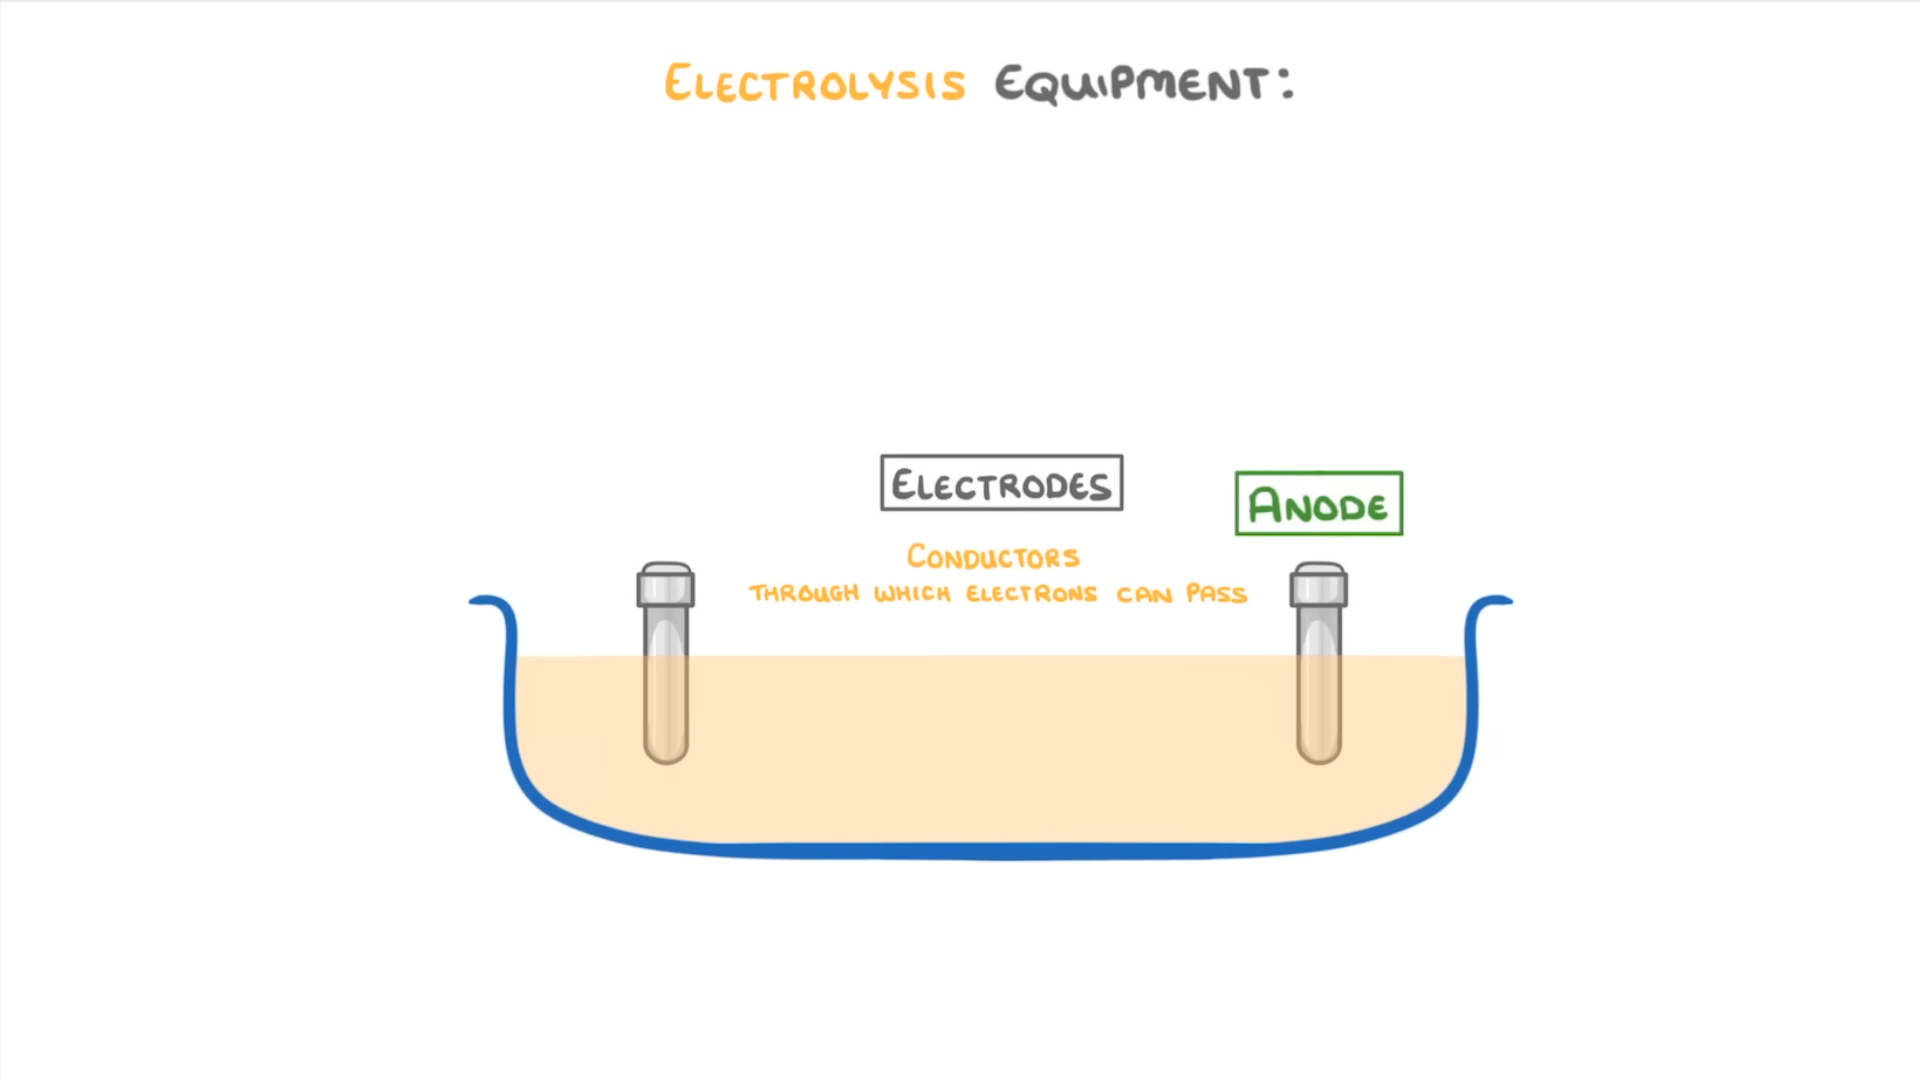 ELECTROLYSIS EQUIPMENT:
ELECTRODES
ANODE
CONDUCTORS
THROUGH WHICH ELECTRONS CAN PASS